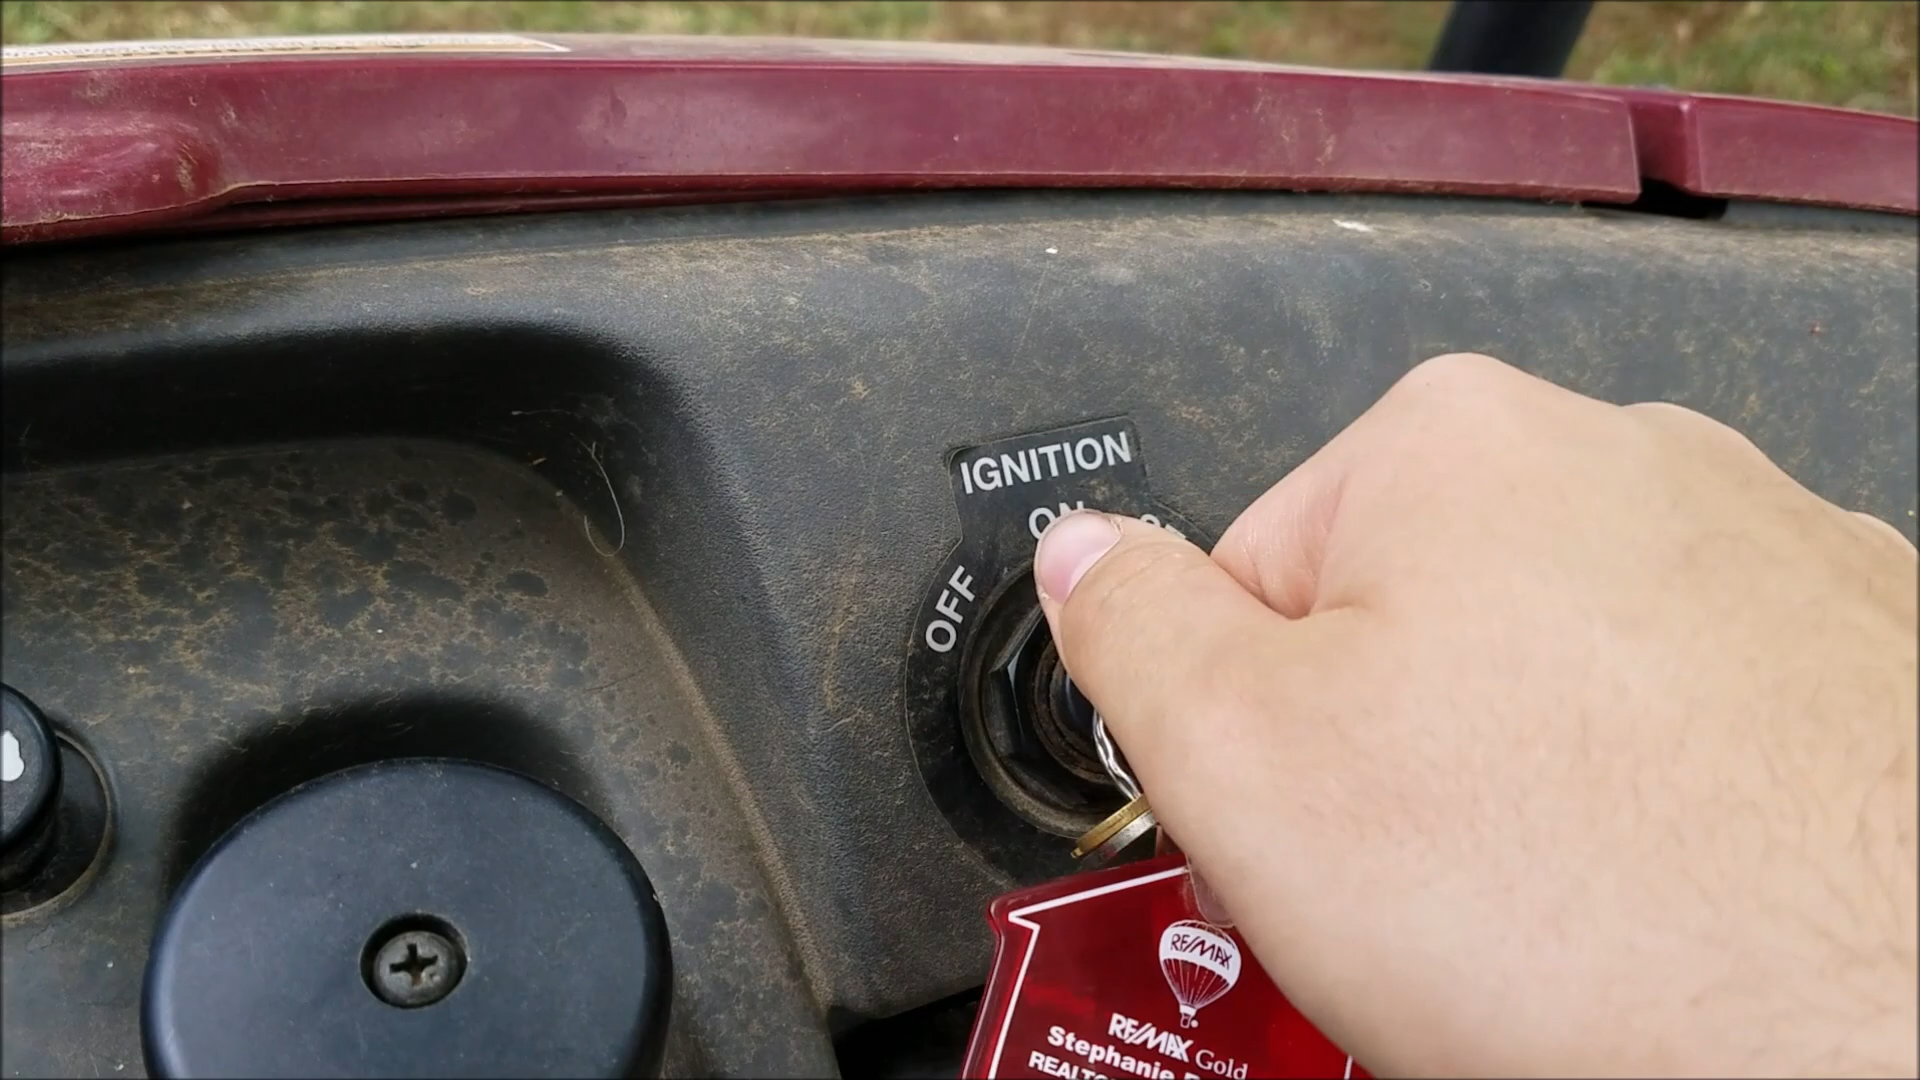 IGNITION
ON
OFF
RE/MAX
RE/MAX Gold
Stephanie